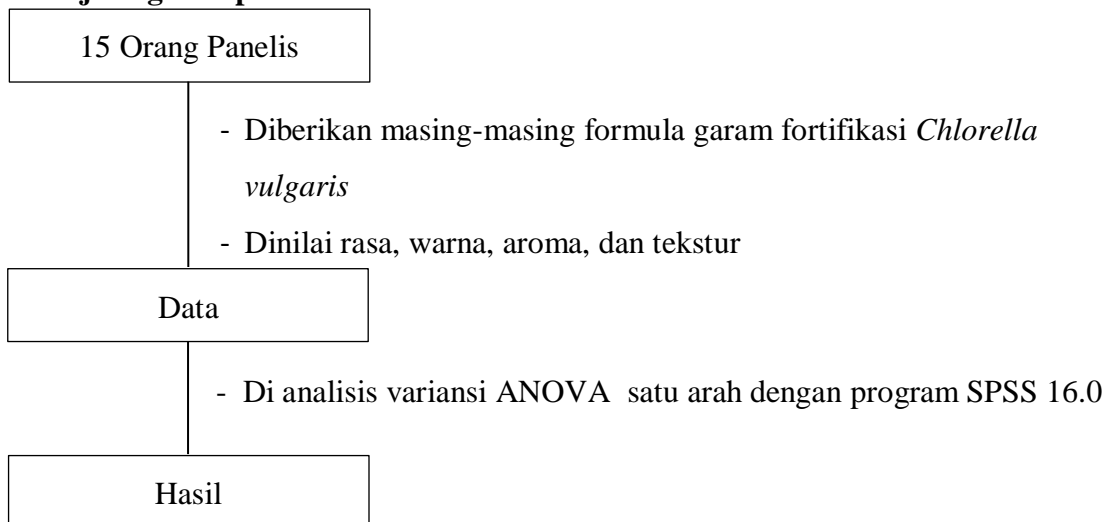 15 Orang Panelis
- Diberikan masing-masing formula garam fortifikasi Chlorella
vulgaris
- Dinilai rasa, warna, aroma, dan tekstur
Data
- Di analisis variansi ANOVA satu arah dengan program SPSS 16.0
Hasil